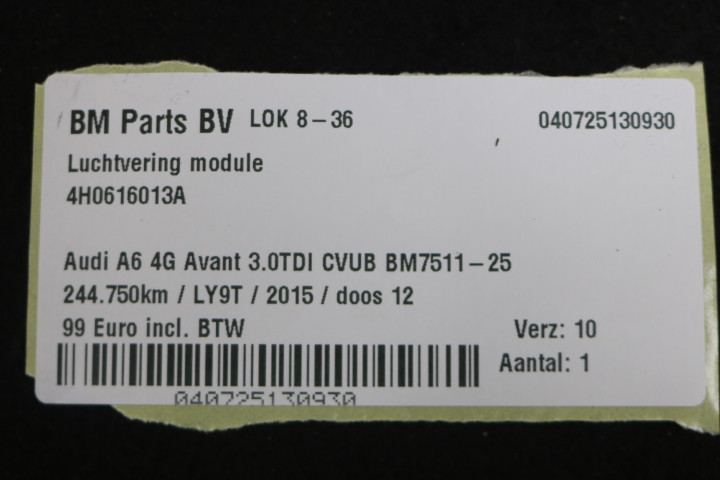 BM Parts BV LOK 8-36 040725130930
Luchtvering module
4H0616013A
Audi A6 4G Avant 3.0TDI CVUB BM7511-25
244.750km / LY9T / 2015 / doos 12
99 Euro incl. BTW Verz: 10
Aantal: 1
040725130930